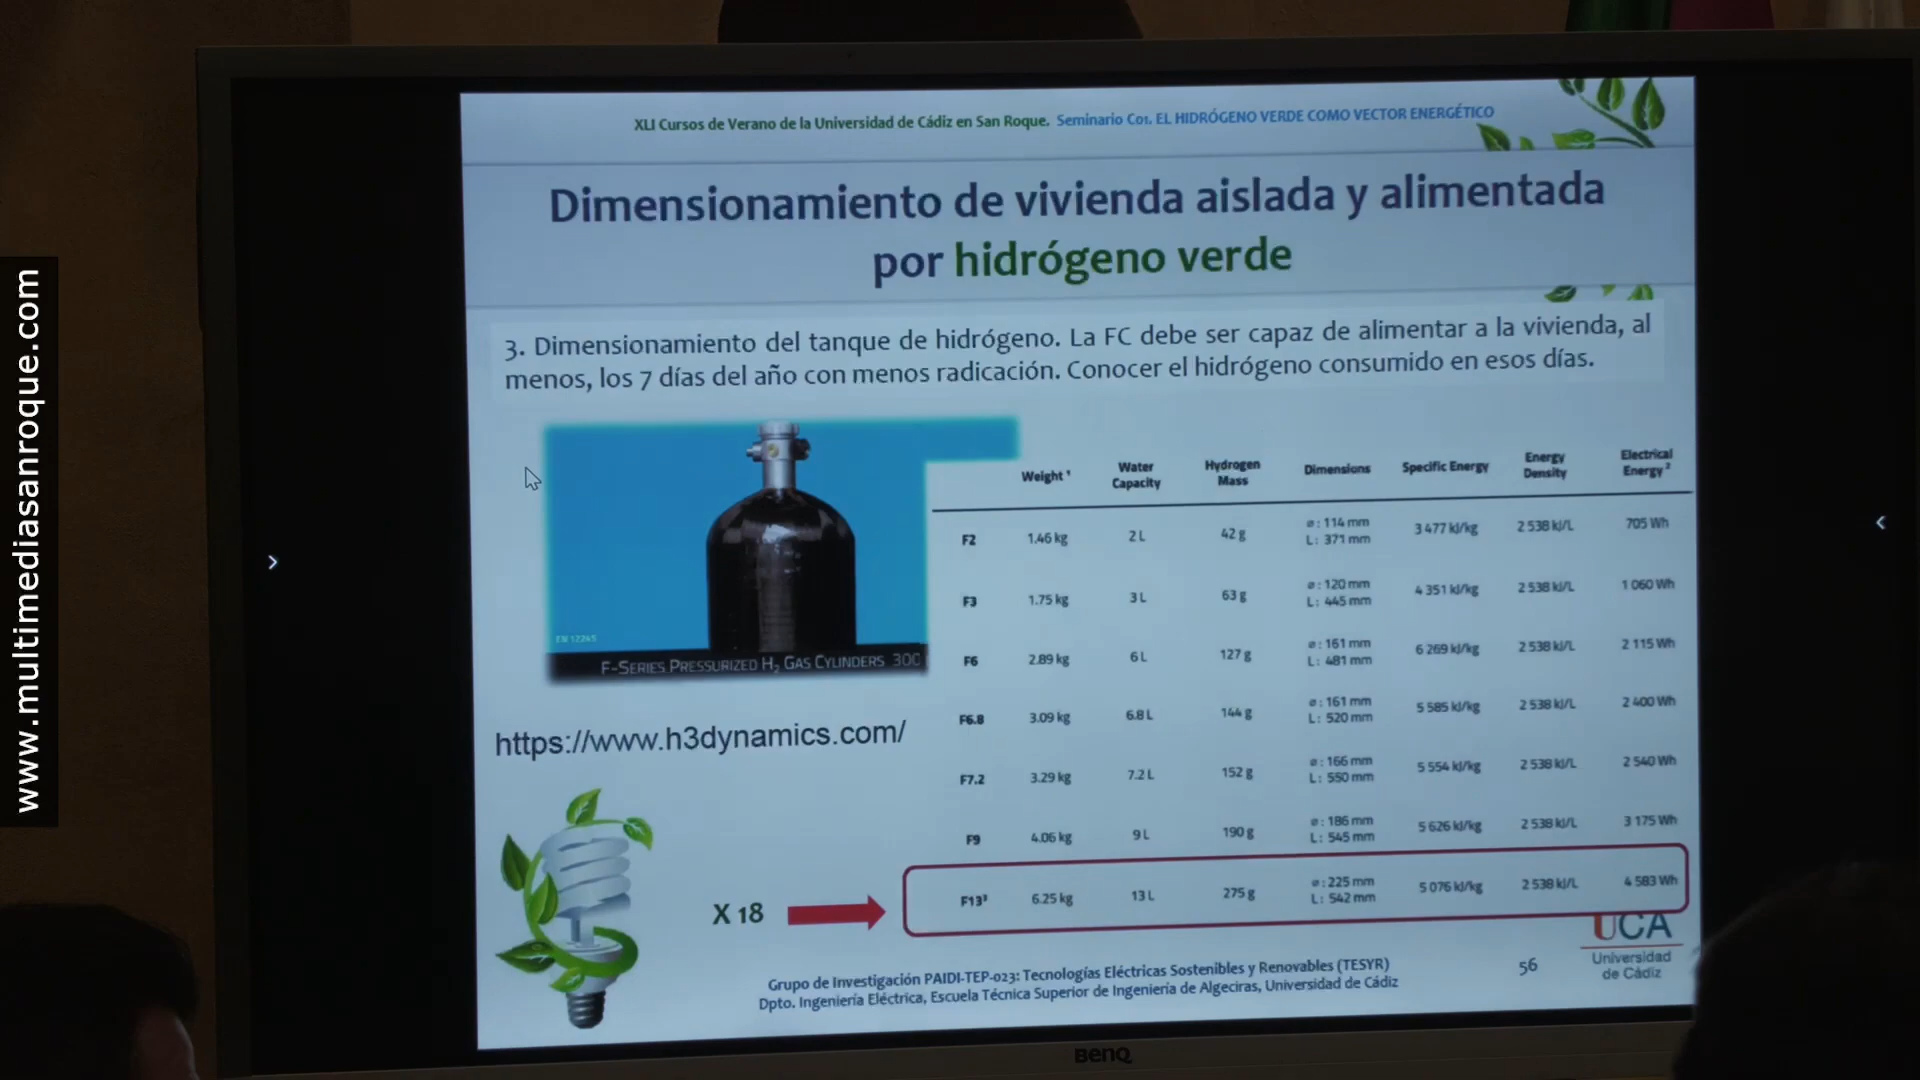 www.multimediasanroque.com
XLI Cursos de Verano de la Universidad de Cádiz en San Roque. Seminario C01. EL HIDRÓGENO VERDE COMO VECTOR ENERGÉTICO
Dimensionamiento de vivienda aislada y alimentada
por hidrógeno verde
3. Dimensionamiento del tanque de hidrógeno. La FC debe ser capaz de alimentar a la vivienda, al
menos, los 7 días del año con menos radicación. Conocer el hidrógeno consumido en esos días.
EN 12245
F-SERIES PRESSURIZED H₂ GAS CYLINDERS 300
https://www.h3dynamics.com/
Weight ¹ Water Capacity Hydrogen Mass Dimensions Specific Energy Energy Density Electrical Energy ²
F2 1.46 kg 2 L 42 g ø : 114 mm L : 371 mm 3 477 kJ/kg 2 538 kJ/L 705 Wh
F3 1.75 kg 3 L 63 g ø : 120 mm L : 445 mm 4 351 kJ/kg 2 538 kJ/L 1 060 Wh
F6 2.89 kg 6 L 127 g ø : 161 mm L : 481 mm 6 269 kJ/kg 2 538 kJ/L 2 115 Wh
F6.8 3.09 kg 6.8 L 144 g ø : 161 mm L : 520 mm 5 585 kJ/kg 2 538 kJ/L 2 400 Wh
F7.2 3.29 kg 7.2 L 152 g ø : 166 mm L : 550 mm 5 554 kJ/kg 2 538 kJ/L 2 540 Wh
F9 4.06 kg 9 L 190 g ø : 186 mm L : 545 mm 5 626 kJ/kg 2 538 kJ/L 3 175 Wh
X 18
F13³ 6.25 kg 13 L 275 g ø : 225 mm L : 542 mm 5 076 kJ/kg 2 538 kJ/L 4 583 Wh
Grupo de Investigación PAIDI-TEP-023: Tecnologías Eléctricas Sostenibles y Renovables (TESYR)
Dpto. Ingeniería Eléctrica, Escuela Técnica Superior de Ingeniería de Algeciras, Universidad de Cádiz
56
UCA
Universidad
de Cádiz
BenQ